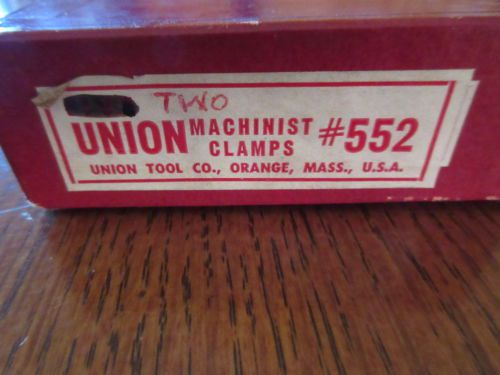 TWO
UNION MACHINIST CLAMPS #552
UNION TOOL CO., ORANGE, MASS., U.S.A.